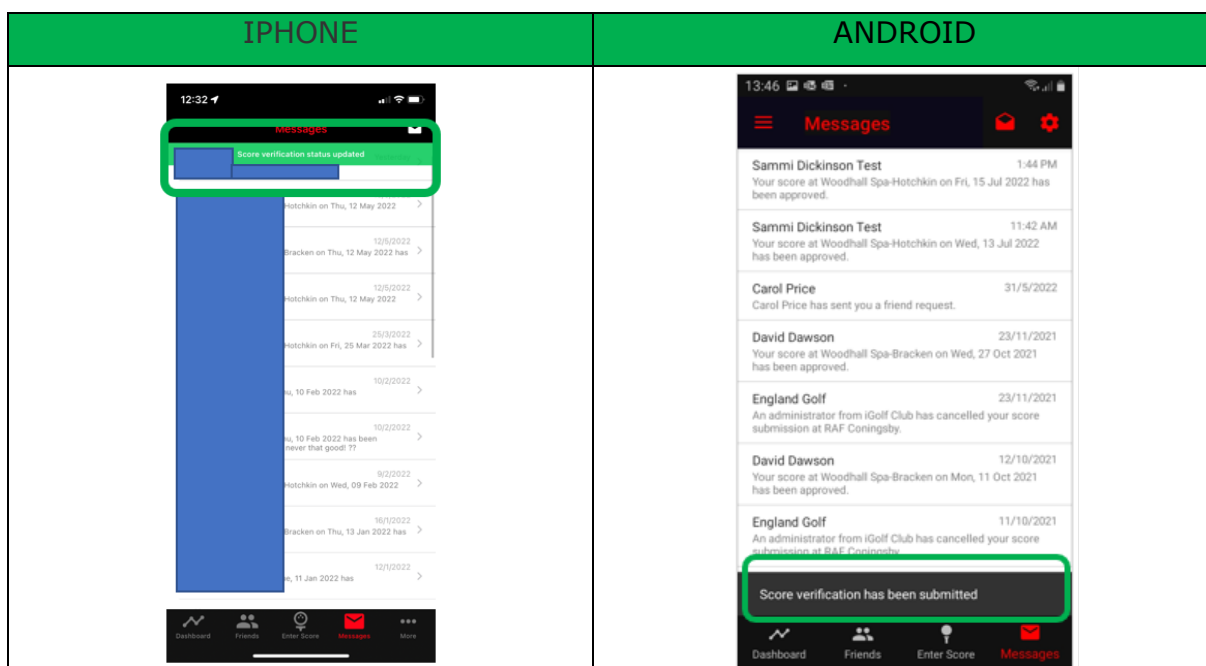 IPHONE
12:32
Messages
Score verification status updated
Hotchkin on Thu, 12 May 2022
12/5/2022
Bracken on Thu, 12 May 2022 has
12/5/2022
Hotchkin on Thu, 12 May 2022
25/3/2022
Hotchkin on Fri, 25 Mar 2022 has
10/2/2022
10 Feb 2022 has
10/2/2022
10 Feb 2022 has been
never that good! ??
9/2/2022
Hotchkin on Wed, 09 Feb 2022
16/1/2022
Bracken on Thu, 13 Jan 2022 has
12/1/2022
11 Jan 2022 has
Dashboard Friends Enter Score Messages More
ANDROID
13:46
Messages
Sammi Dickinson Test 1:44 PM
Your score at Woodhall Spa-Hotchkin on Fri, 15 Jul 2022 has
been approved.
Sammi Dickinson Test 11:42 AM
Your score at Woodhall Spa-Hotchkin on Wed, 13 Jul 2022
has been approved.
Carol Price 31/5/2022
Carol Price has sent you a friend request.
David Dawson 23/11/2021
Your score at Woodhall Spa-Bracken on Wed, 27 Oct 2021
has been approved.
England Golf 23/11/2021
An administrator from iGolf Club has cancelled your score
submission at RAF Coningsby.
David Dawson 12/10/2021
Your score at Woodhall Spa-Bracken on Mon, 11 Oct 2021
has been approved.
England Golf 11/10/2021
An administrator from iGolf Club has cancelled your score
submission at RAF Coningsby
Score verification has been submitted
Dashboard Friends Enter Score Messages